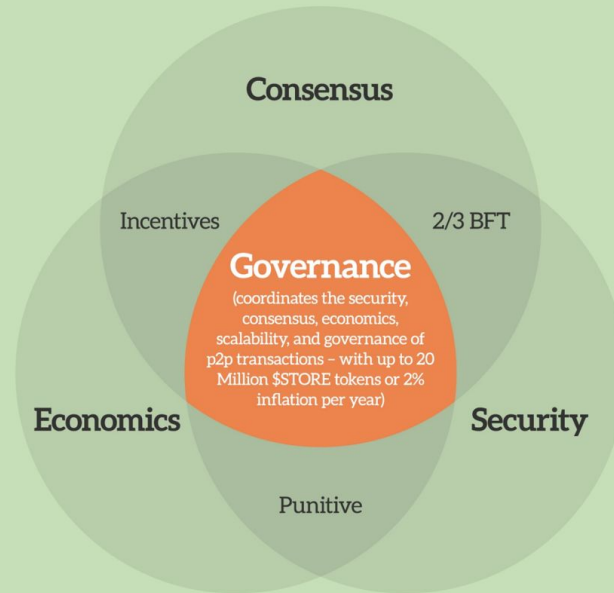 Consensus
Incentives
2/3 BFT
Governance
(coordinates the security,
consensus, economics,
scalability, and governance of
p2p transactions – with up to 20
Million $STORE tokens or 2%
inflation per year)
Economics
Security
Punitive